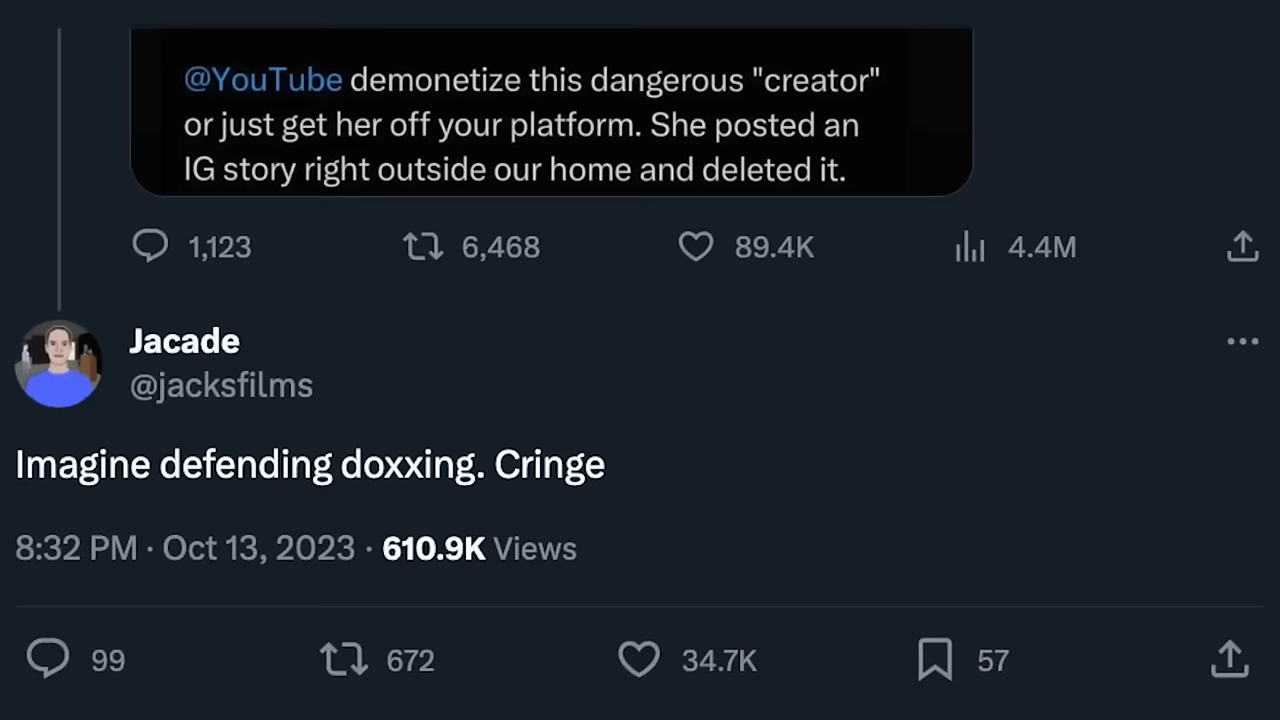 @YouTube demonetize this dangerous "creator"
or just get her off your platform. She posted an
IG story right outside our home and deleted it.
1,123 6,468 89.4K 4.4M
Jacade
@jacksfilms
Imagine defending doxxing. Cringe
8:32 PM · Oct 13, 2023 · 610.9K Views
99 672 34.7K 57